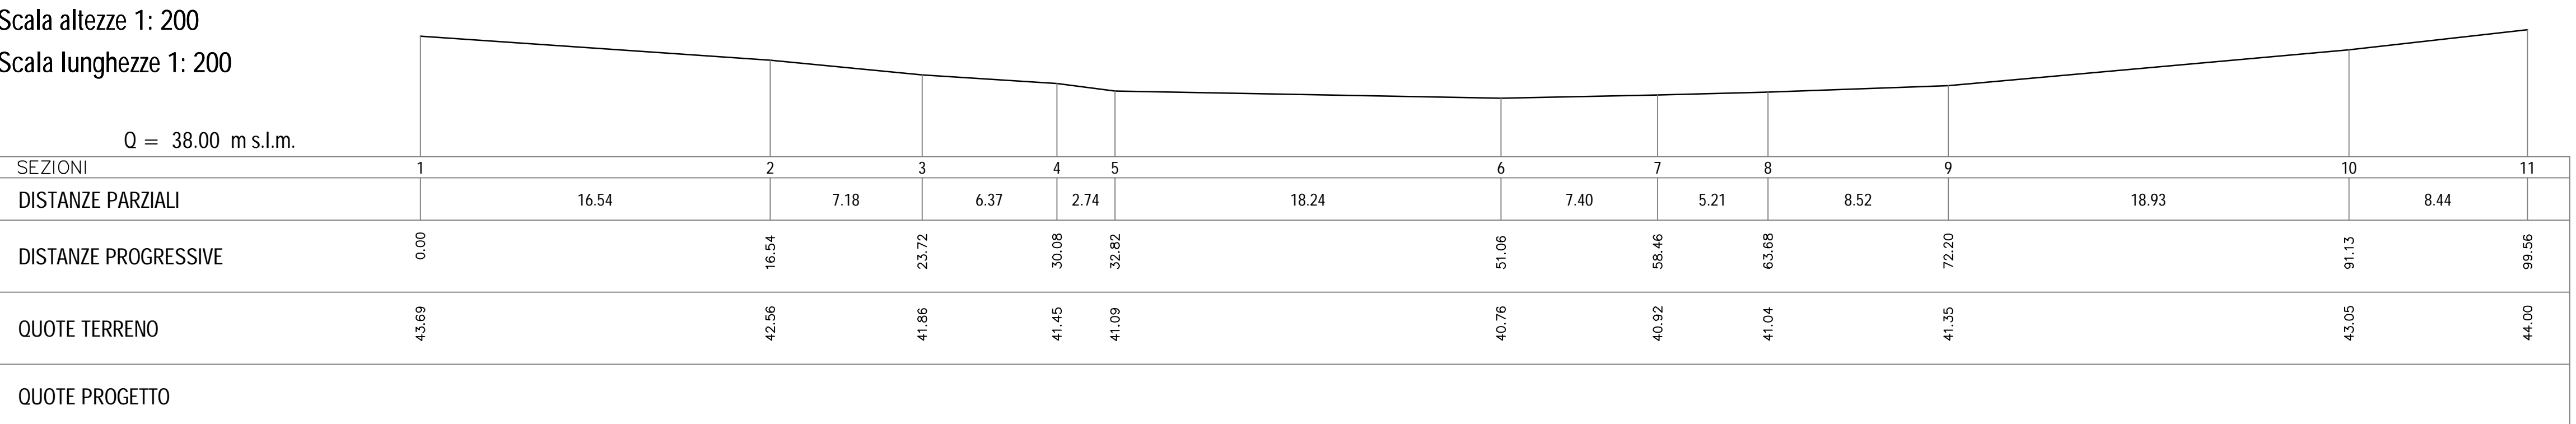 Scala altezze 1: 200
Scala lunghezze 1: 200
Q = 38.00 m s.l.m.
SEZIONI 1 2 3 4 5 6 7 8 9 10 11
DISTANZE PARZIALI 16.54 7.18 6.37 2.74 18.24 7.40 5.21 8.52 18.93 8.44
DISTANZE PROGRESSIVE 0.00 16.54 23.72 30.08 32.82 51.06 58.46 63.68 72.20 91.13 99.56
QUOTE TERRENO 43.69 42.56 41.86 41.45 41.09 40.76 40.92 41.04 41.35 43.05 44.00
QUOTE PROGETTO